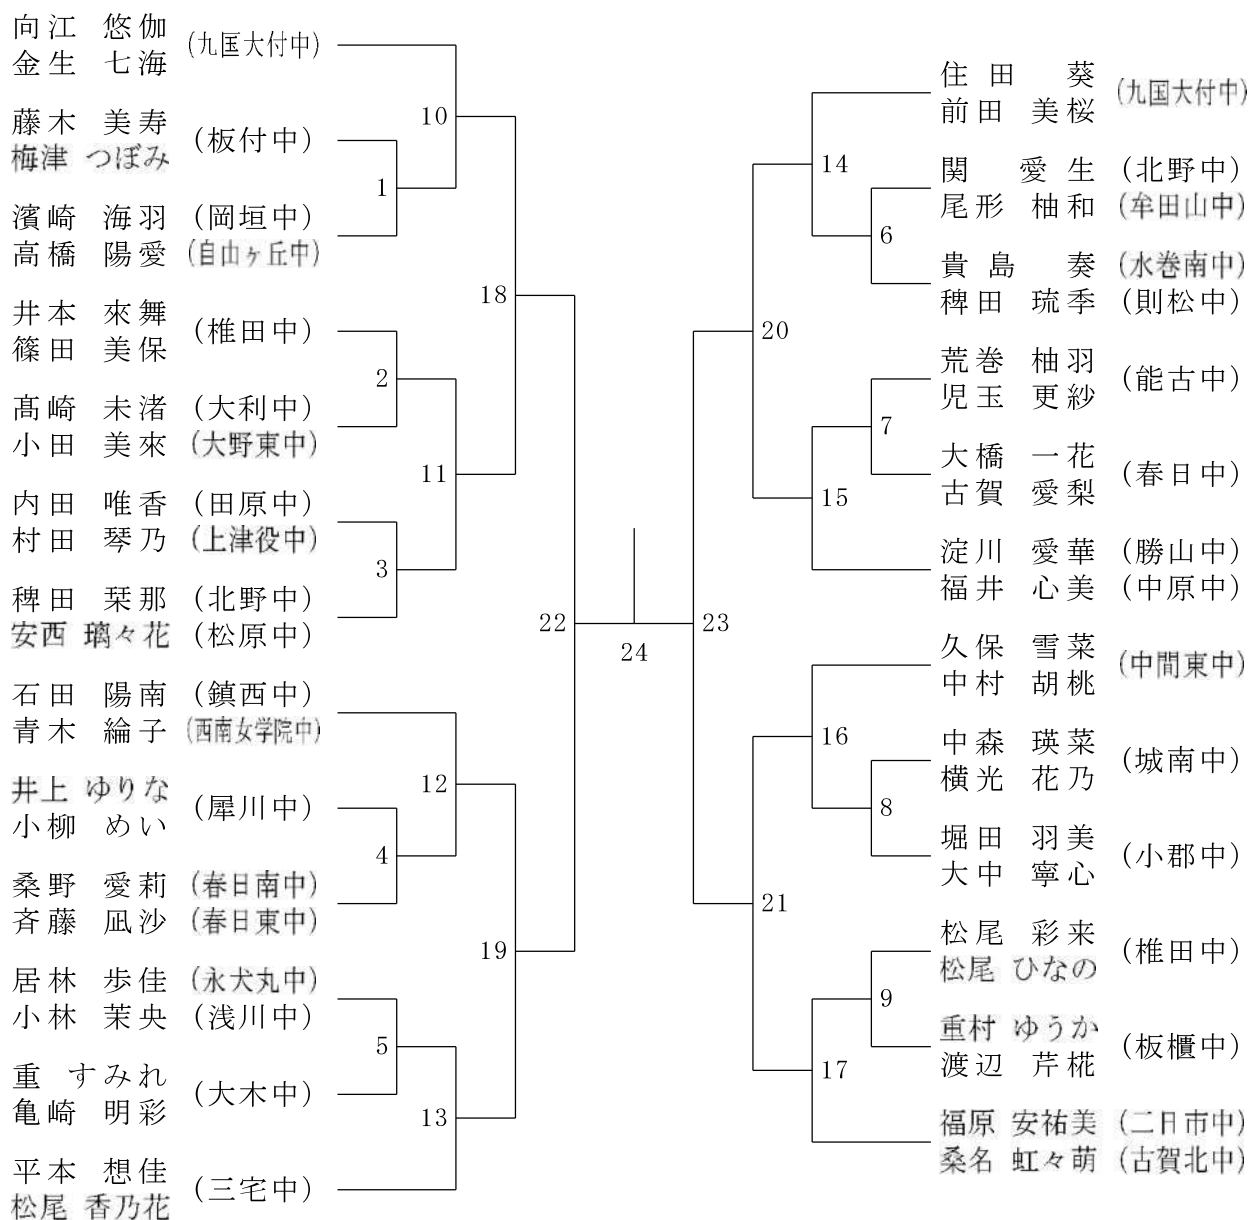 向江 悠伽 (九国大付中)
金生 七海
藤木 美寿 (板付中)
梅津 つぼみ
濱崎 海羽 (岡垣中)
高橋 陽愛 (自由ヶ丘中)
井本 來舞 (椎田中)
篠田 美保
髙崎 未渚 (大利中)
小田 美來 (大野東中)
内田 唯香 (田原中)
村田 琴乃 (上津役中)
稗田 栞那 (北野中)
安西 璃々花 (松原中)
石田 陽南 (鎮西中)
青木 綸子 (西南女学院中)
井上 ゆりな (犀川中)
小柳 めい
桑野 愛莉 (春日南中)
斉藤 凪沙 (春日東中)
居林 歩佳 (永犬丸中)
小林 茉央 (浅川中)
重 すみれ (大木中)
亀崎 明彩
平本 想佳 (三宅中)
松尾 香乃花
1
2
3
4
5
10
11
12
13
18
19
22
24
23
20
21
14
15
16
17
6
7
8
9
住田 葵 (九国大付中)
前田 美桜
関 愛生 (北野中)
尾形 柚和 (牟田山中)
貴島 奏 (水巻南中)
稗田 琉季 (則松中)
荒巻 柚羽 (能古中)
児玉 更紗
大橋 一花 (春日中)
古賀 愛梨
淀川 愛華 (勝山中)
福井 心美 (中原中)
久保 雪菜 (中間東中)
中村 胡桃
中森 瑛菜 (城南中)
横光 花乃
堀田 羽美 (小郡中)
大中 寧心
松尾 彩来 (椎田中)
松尾 ひなの
重村 ゆうか (板櫃中)
渡辺 芹椛
福原 安祐美 (二日市中)
桑名 虹々萌 (古賀北中)